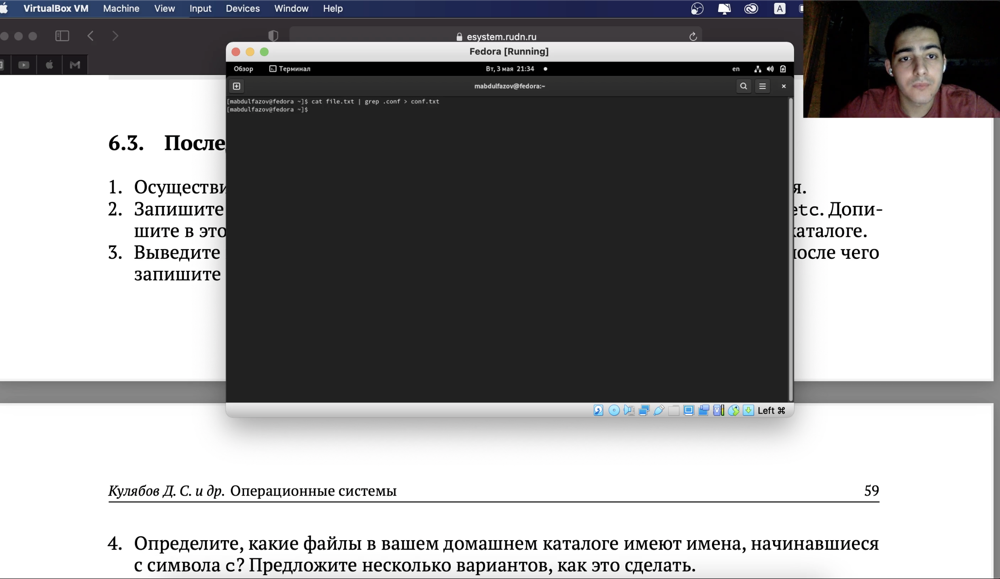 VirtualBox VM Machine View Input Devices Window Help A
esystem.rudn.ru
Fedora [Running]
Обзор Терминал Вт, 3 мая 21:34 en
mabdulfazov@fedora:~
[mabdulfazov@fedora ~]$ cat file.txt | grep .conf > conf.txt
[mabdulfazov@fedora ~]$
6.3. После
1. Осуществи я.
2. Запишите etc. Допи-
шите в это каталоге.
3. Выведите после чего
запишите
Left ⌘
Кулябов Д. С. и др. Операционные системы 59
4. Определите, какие файлы в вашем домашнем каталоге имеют имена, начинавшиеся
с символа c? Предложите несколько вариантов, как это сделать.